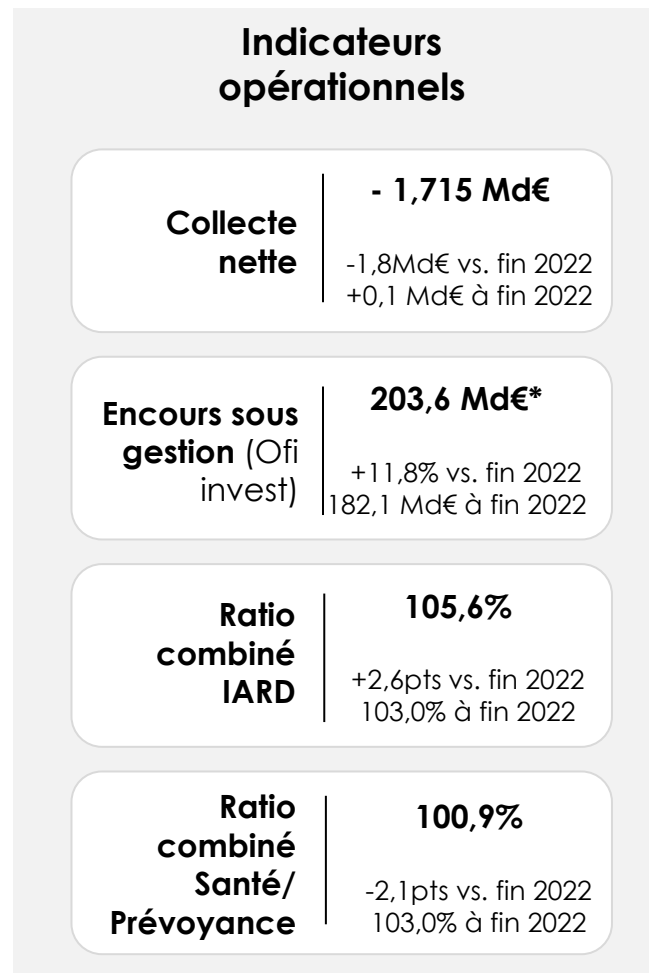 Indicateurs
opérationnels
Collecte
nette
- 1,715 Md€
-1,8Md€ vs. fin 2022
+0,1 Md€ à fin 2022
Encours sous
gestion (Ofi
invest)
203,6 Md€*
+11,8% vs. fin 2022
182,1 Md€ à fin 2022
Ratio
combiné
IARD
105,6%
+2,6pts vs. fin 2022
103,0% à fin 2022
Ratio
combiné
Santé/
Prévoyance
100,9%
-2,1pts vs. fin 2022
103,0% à fin 2022